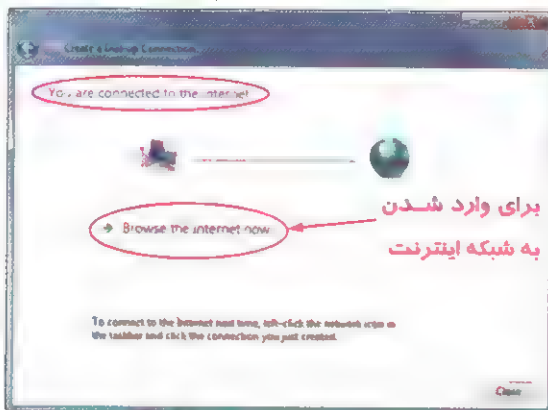 Create a Dial-up Connection
You are connected to the Internet
Browse the Internet now
برای وارد شدن
به شبکه اینترنت
To connect to the Internet next time, left-click the network icon on
the taskbar and click the connection you just created.
Close